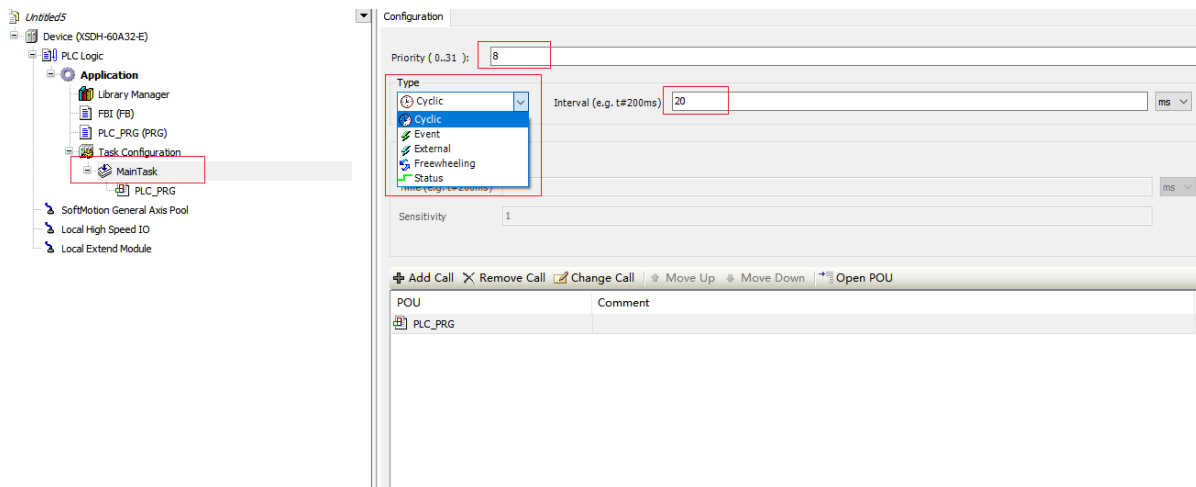 Untitled5
Device (XSDH-60A32-E)
PLC Logic
Application
Library Manager
FBI (FB)
PLC_PRG (PRG)
Task Configuration
MainTask
PLC_PRG
SoftMotion General Axis Pool
Local High Speed IO
Local Extend Module
Configuration
Priority ( 0..31 ): 8
Type
Cyclic Interval (e.g. t#200ms) 20 ms
Cyclic
Event
External
Freewheeling
Status
Time (e.g. t#200ms) ms
Sensitivity 1
Add Call Remove Call Change Call Move Up Move Down Open POU
POU Comment
PLC_PRG